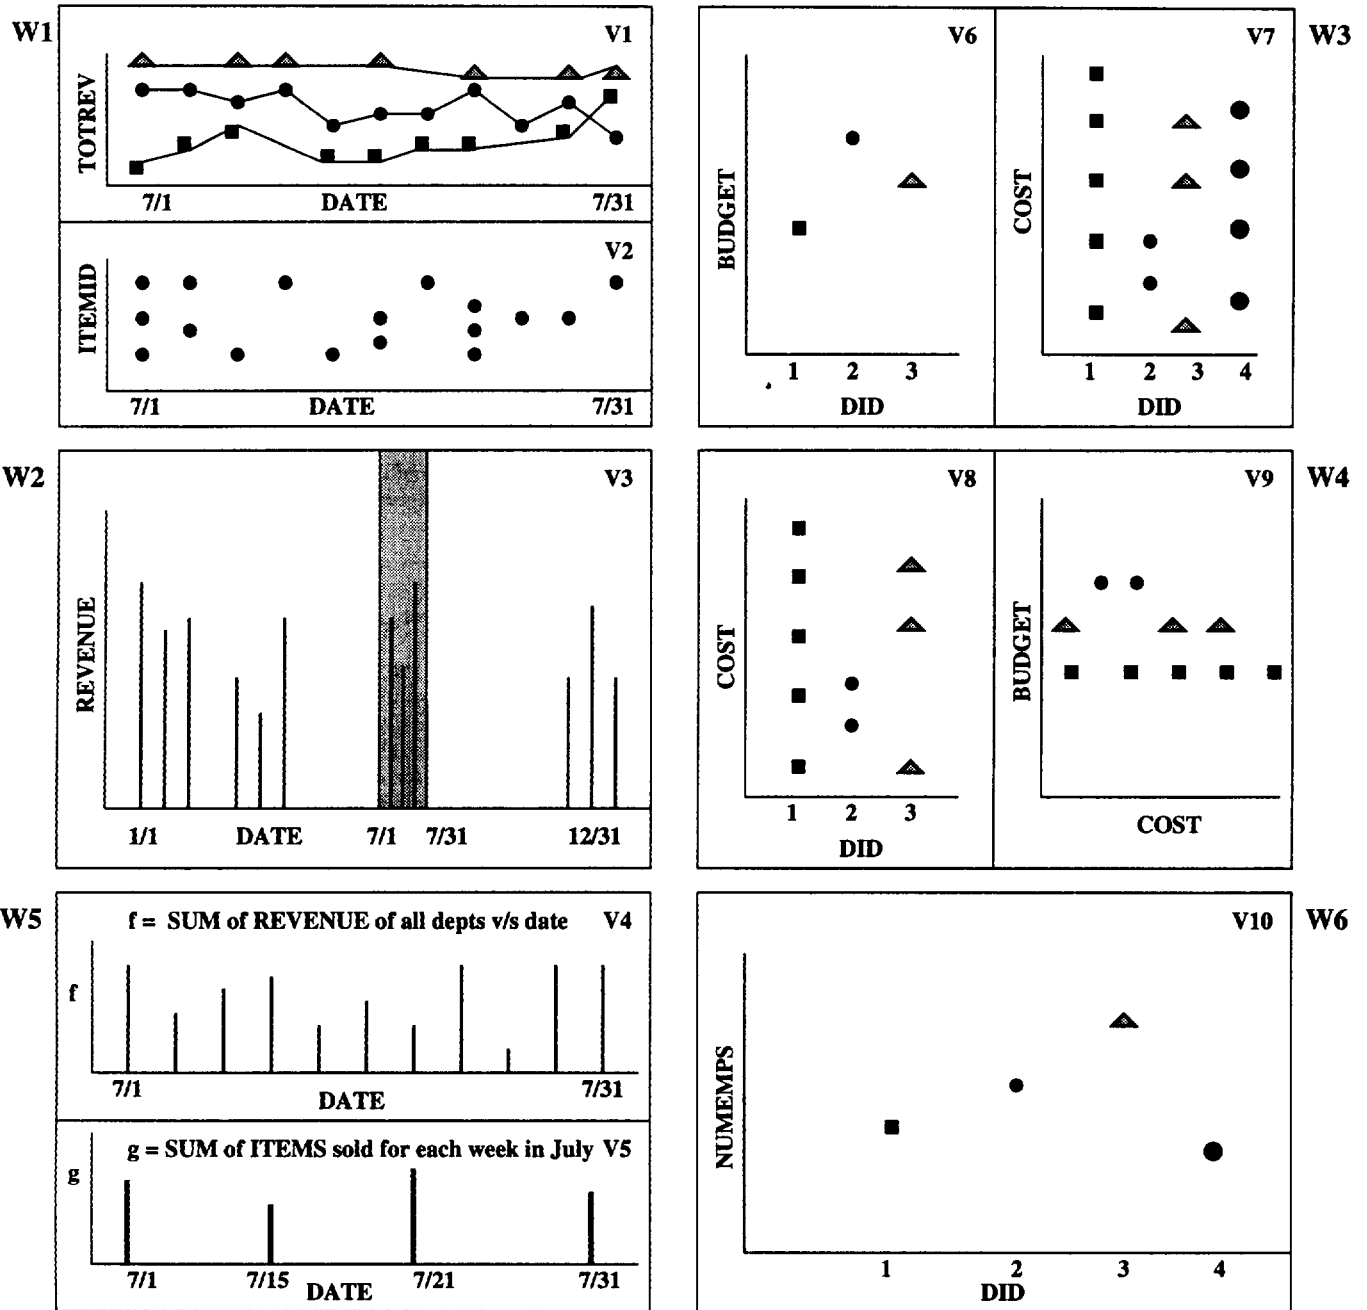 W1
V1
TOTREV
7/1 DATE 7/31
V2
ITEMID
7/1 DATE 7/31
W3
V6
BUDGET
1 2 3
DID
V7
COST
1 2 3 4
DID
W2
V3
REVENUE
1/1 DATE 7/1 7/31 12/31
W4
V8
COST
1 2 3
DID
V9
BUDGET
COST
W5
f = SUM of REVENUE of all depts v/s date V4
f
7/1 DATE 7/31
g = SUM of ITEMS sold for each week in July V5
g
7/1 7/15 DATE 7/21 7/31
W6
V10
NUMEMPS
1 2 3 4
DID